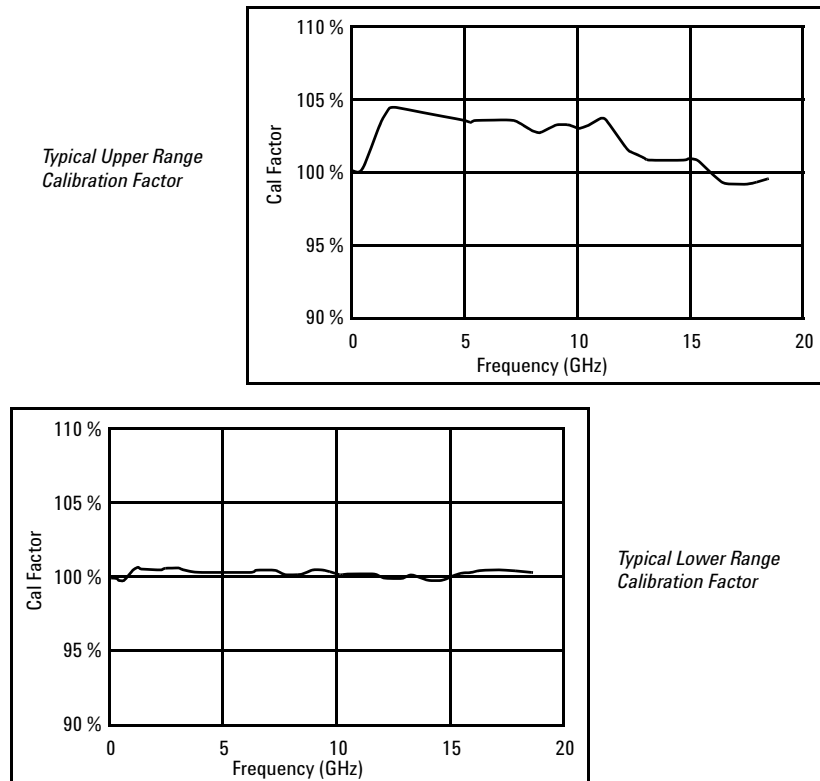 Typical Upper Range
Calibration Factor
110 %
105 %
100 %
95 %
90 %
Cal Factor
0 5 10 15 20
Frequency (GHz)
110 %
105 %
100 %
95 %
90 %
Cal Factor
0 5 10 15 20
Frequency (GHz)
Typical Lower Range
Calibration Factor